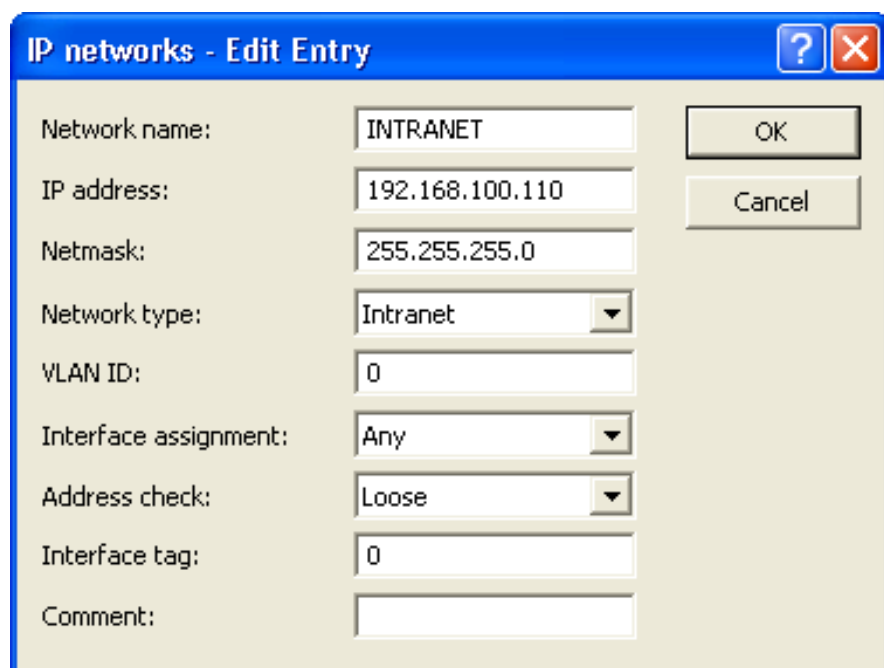 IP networks - Edit Entry
Network name: INTRANET OK
IP address: 192.168.100.110 Cancel
Netmask: 255.255.255.0
Network type: Intranet
VLAN ID: 0
Interface assignment: Any
Address check: Loose
Interface tag: 0
Comment: